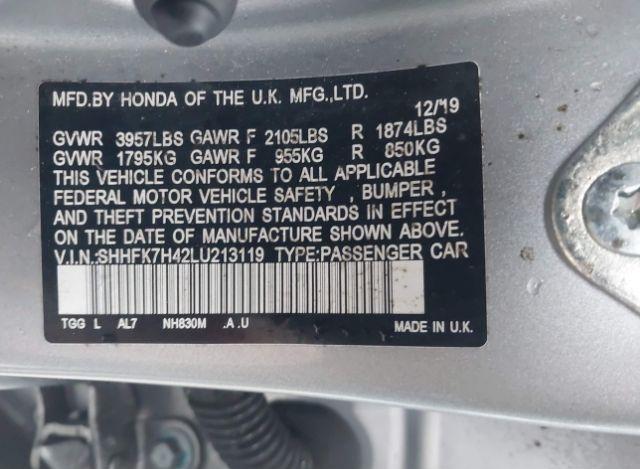 MFD.BY HONDA OF THE U.K. MFG.,LTD.
12/19
GVWR 3957LBS GAWR F 2105LBS R 1874LBS
GVWR 1795KG GAWR F 955KG R 850KG
THIS VEHICLE CONFORMS TO ALL APPLICABLE
FEDERAL MOTOR VEHICLE SAFETY , BUMPER ,
AND THEFT PREVENTION STANDARDS IN EFFECT
ON THE DATE OF MANUFACTURE SHOWN ABOVE.
V.I.N.:SHHFK7H42LU213119 TYPE:PASSENGER CAR
TGG L AL7 NH830M .A .U
MADE IN U.K.